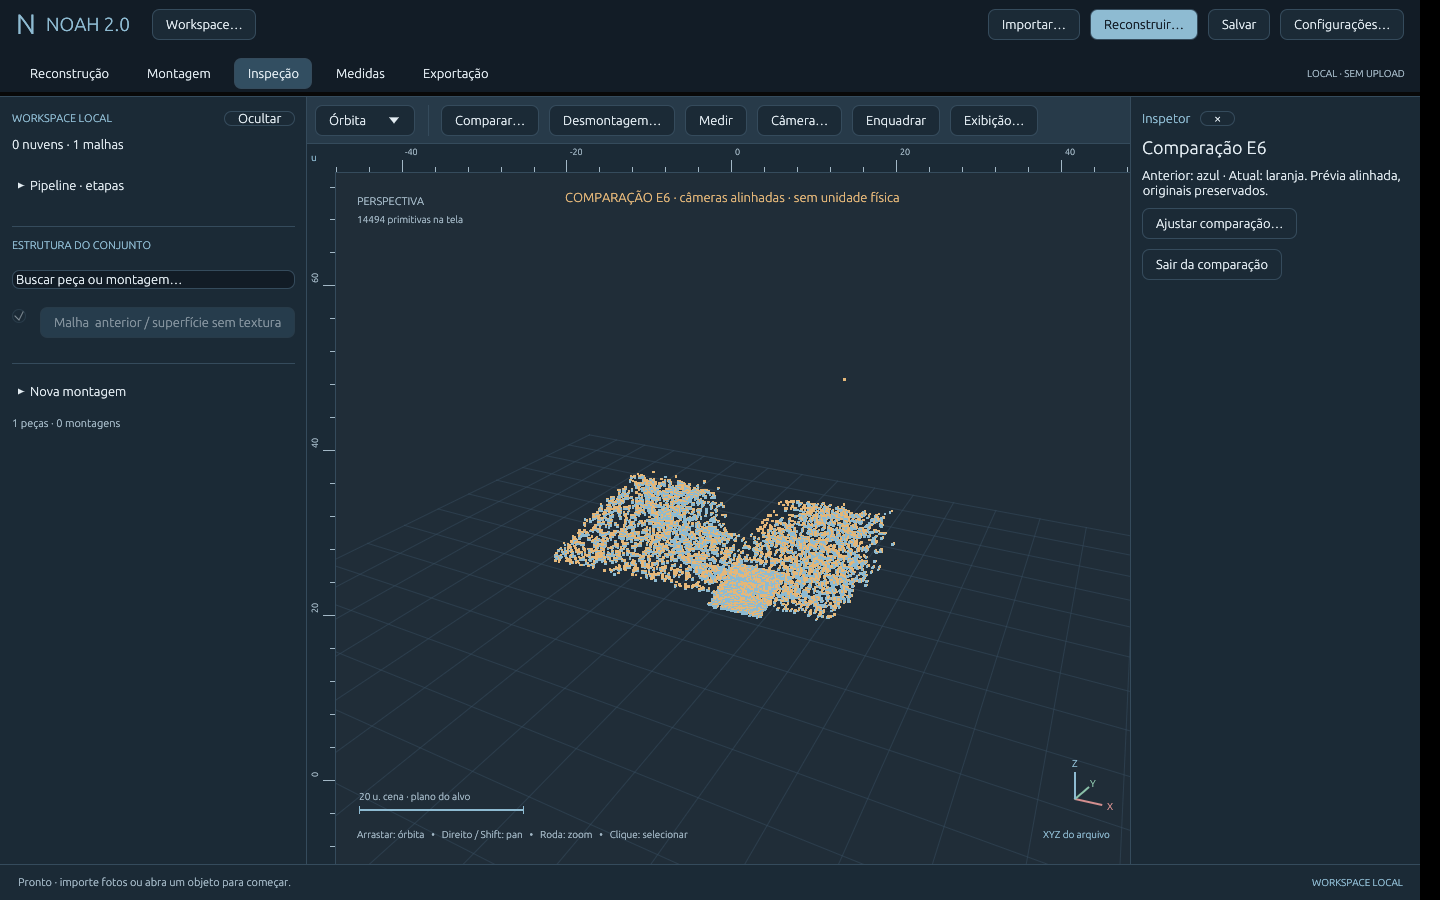 N NOAH 2.0 Workspace... Importar... Reconstruir... Salvar Configurações...
Reconstrução Montagem Inspeção Medidas Exportação LOCAL · SEM UPLOAD
WORKSPACE LOCAL Ocultar
0 nuvens · 1 malhas
Pipeline · etapas
ESTRUTURA DO CONJUNTO
Buscar peça ou montagem...
Malha anterior / superfície sem textura
Nova montagem
1 peças · 0 montagens
Órbita Comparar... Desmontagem... Medir Câmera... Enquadrar Exibição...
u -40 -20 0 20 40
60
40
20
0
PERSPECTIVA
14494 primitivas na tela
COMPARAÇÃO E6 · câmeras alinhadas · sem unidade física
20 u. cena · plano do alvo
Arrastar: órbita • Direito / Shift: pan • Roda: zoom • Clique: selecionar
Z
Y
X
XYZ do arquivo
Inspetor ×
Comparação E6
Anterior: azul · Atual: laranja. Prévia alinhada,
originais preservados.
Ajustar comparação...
Sair da comparação
Pronto · importe fotos ou abra um objeto para começar. WORKSPACE LOCAL